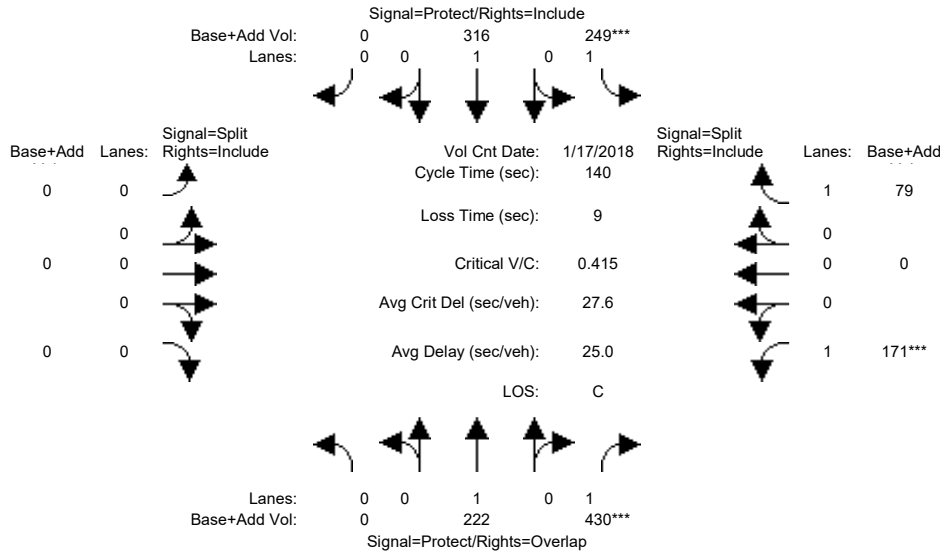 Signal=Protect/Rights=Include
Base+Add Vol: 0 316 249***
Lanes: 0 0 1 0 1
Signal=Split
Base+Add Lanes: Rights=Include
Vol Cnt Date: 1/17/2018
Signal=Split
Rights=Include Lanes: Base+Add
Cycle Time (sec): 140
0 0
1 79
Loss Time (sec): 9
0
0
0 0
Critical V/C: 0.415
0 0
0
Avg Crit Del (sec/veh): 27.6
0
0 0
Avg Delay (sec/veh): 25.0
1 171***
LOS: C
Lanes: 0 0 1 0 1
Base+Add Vol: 0 222 430***
Signal=Protect/Rights=Overlap